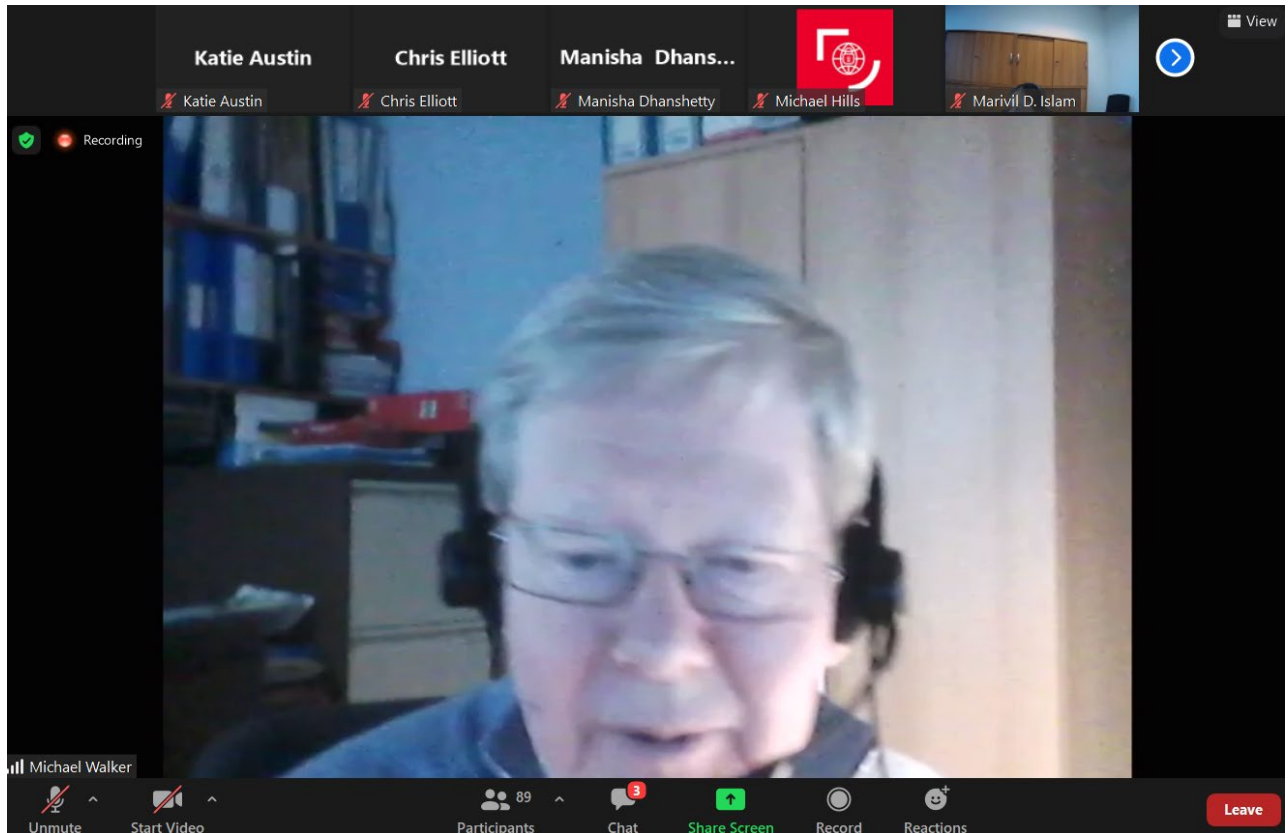 View
Katie Austin
Chris Elliott
Manisha Dhans...
Katie Austin
Chris Elliott
Manisha Dhanshetty
Michael Hills
Marivil D. Islam
Recording
Michael Walker
89
3
Unmute
Start Video
Participants
Chat
Share Screen
Record
Reactions
Leave